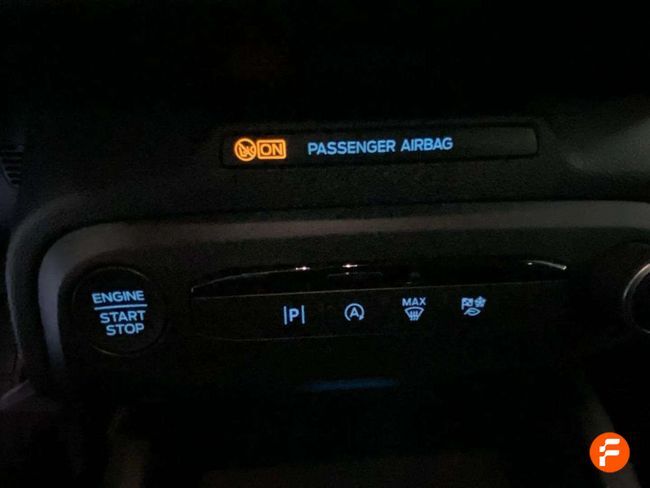 ON PASSENGER AIRBAG
ENGINE
START
STOP
|P|
A
MAX